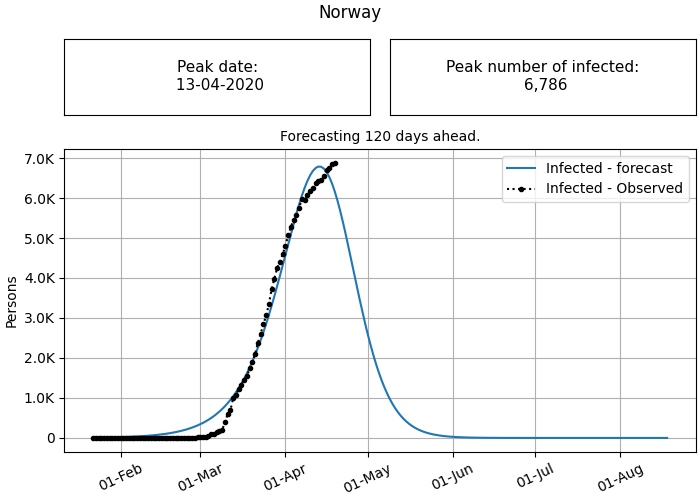 Norway
Peak date:
13-04-2020
Peak number of infected:
6,786
Forecasting 120 days ahead.
7.0K
6.0K
5.0K
4.0K
3.0K
2.0K
1.0K
0
Persons
Infected - forecast
Infected - Observed
01-Feb
01-Mar
01-Apr
01-May
01-Jun
01-Jul
01-Aug